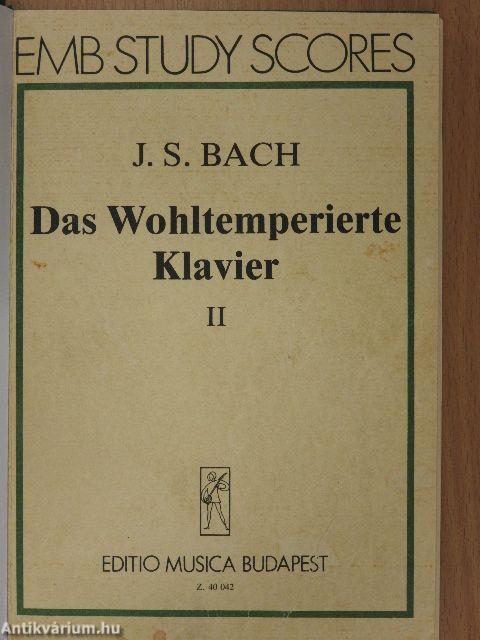 EMB STUDY SCORES
J. S. BACH
Das Wohltemperierte
Klavier
II
EDITIO MUSICA BUDAPEST
Z. 40 042
Antikvárium.hu